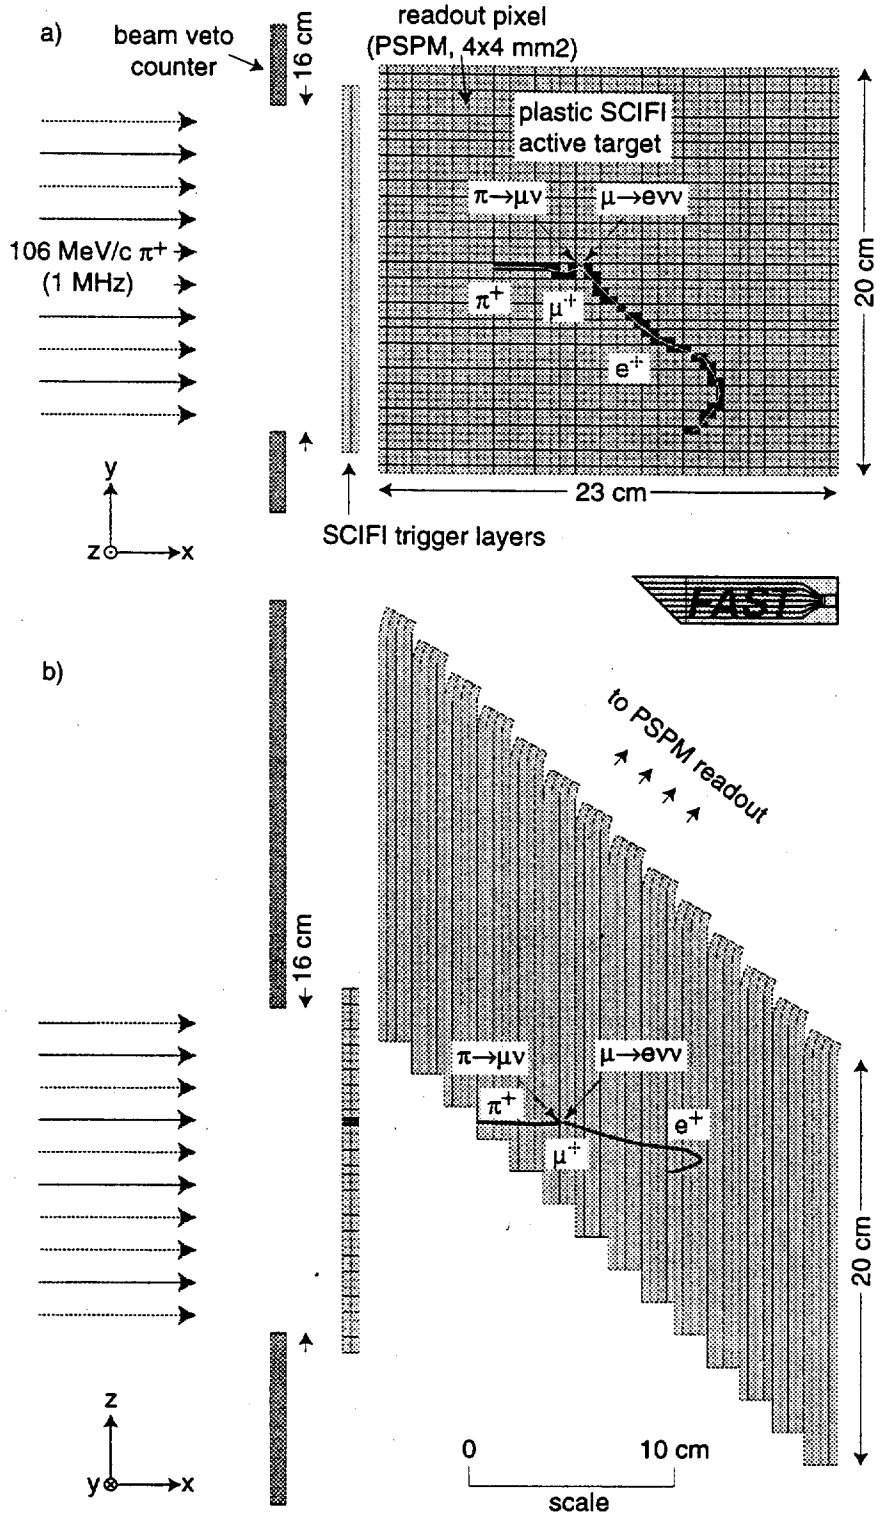 a)
beam veto
counter
16 cm
readout pixel
(PSPM, 4x4 mm2)
plastic SCIFI
active target
π→μν
μ→eνν
106 MeV/c π+
(1 MHz)
π+
μ+
e+
20 cm
23 cm
y
z
x
SCIFI trigger layers
FAST
b)
to PSPM readout
16 cm
π→μν
μ→eνν
π+
e+
μ+
20 cm
z
y
x
0
10 cm
scale